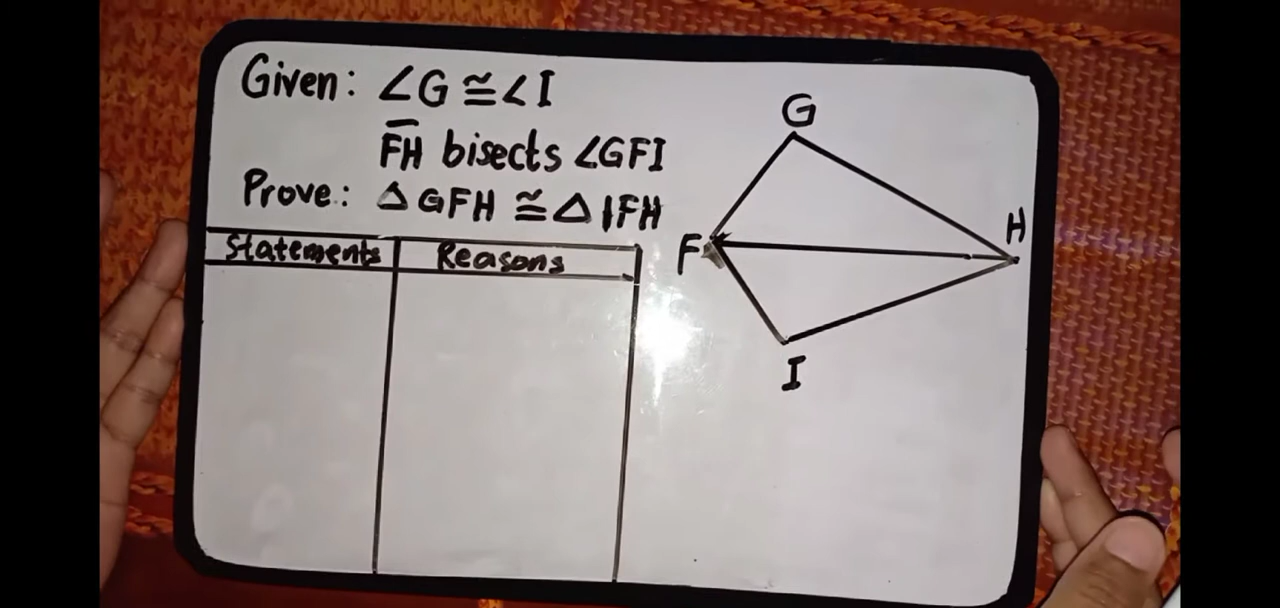 Given: ∠G ≅ ∠I
F̅H̅ bisects ∠GFI
Prove: △GFH ≅ △IFH
Statements Reasons
G
H
F
I